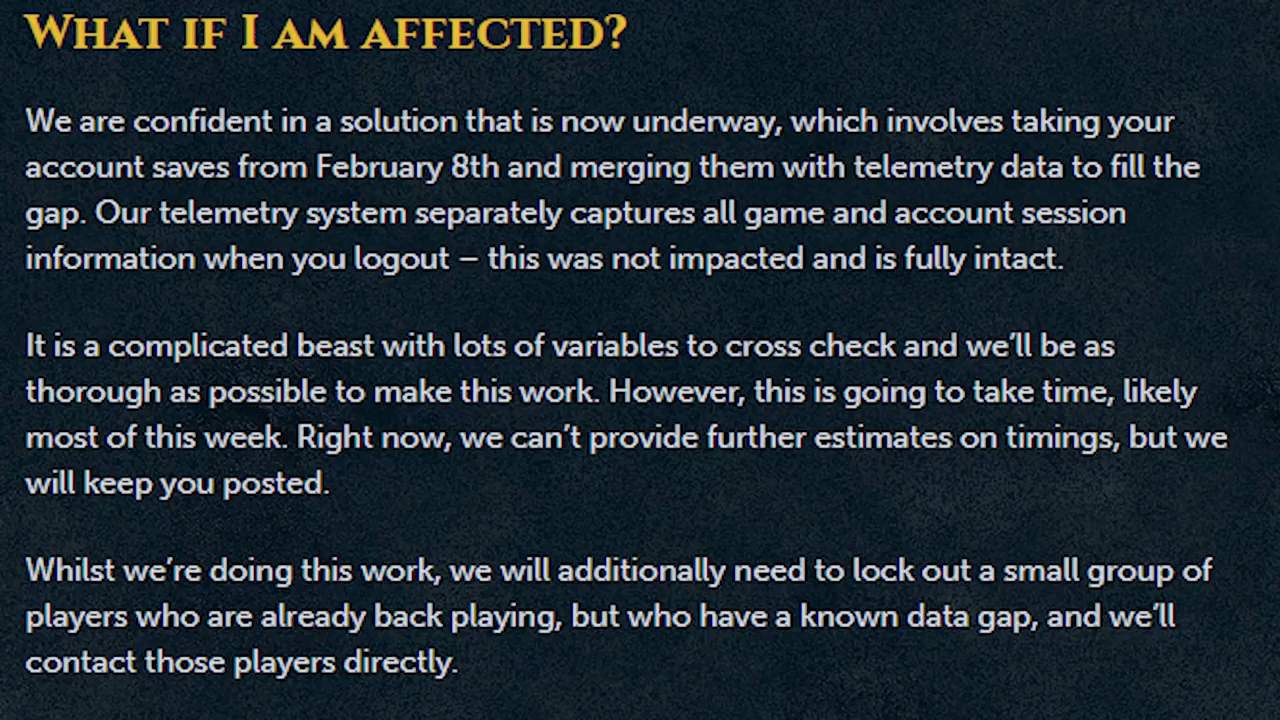 What if I am affected?
We are confident in a solution that is now underway, which involves taking your
account saves from February 8th and merging them with telemetry data to fill the
gap. Our telemetry system separately captures all game and account session
information when you logout – this was not impacted and is fully intact.
It is a complicated beast with lots of variables to cross check and we’ll be as
thorough as possible to make this work. However, this is going to take time, likely
most of this week. Right now, we can’t provide further estimates on timings, but we
will keep you posted.
Whilst we’re doing this work, we will additionally need to lock out a small group of
players who are already back playing, but who have a known data gap, and we’ll
contact those players directly.